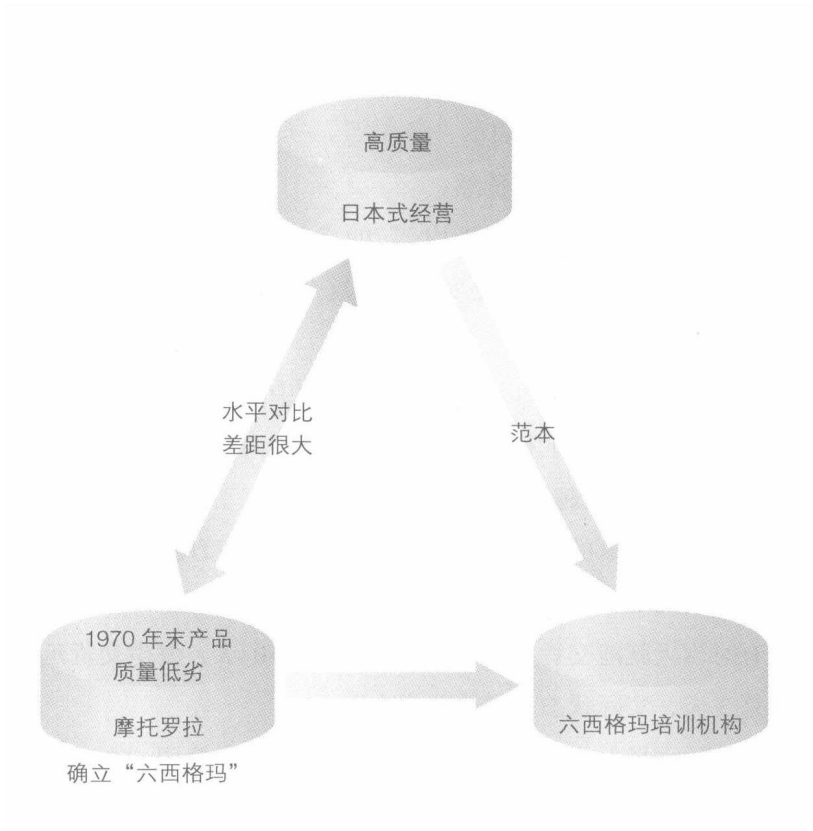 高质量
日本式经营
水平对比
差距很大
范本
1970 年末产品
质量低劣
摩托罗拉
确立“六西格玛”
六西格玛培训机构